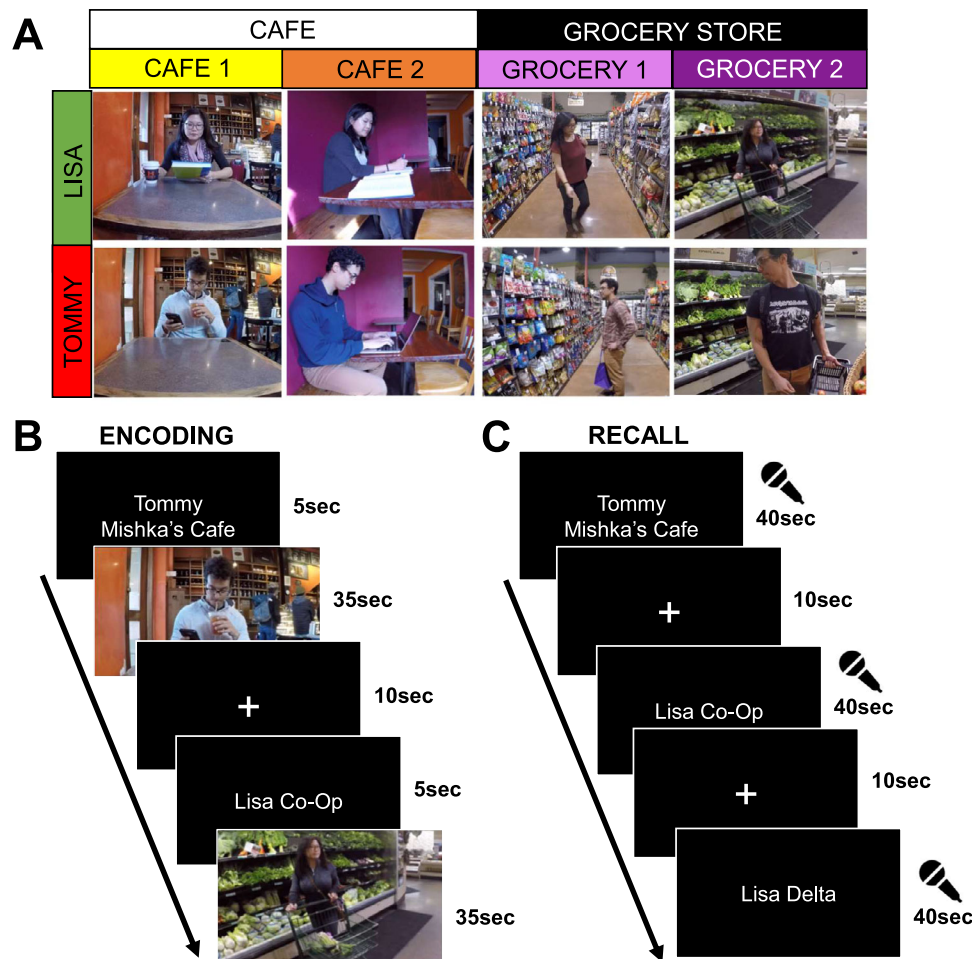 A
CAFE
GROCERY STORE
CAFE 1
CAFE 2
GROCERY 1
GROCERY 2
LISA
TOMMY
B
ENCODING
Tommy
Mishka's Cafe
5sec
35sec
+
10sec
Lisa Co-Op
5sec
35sec
C
RECALL
Tommy
Mishka's Cafe
40sec
+
10sec
Lisa Co-Op
40sec
+
10sec
Lisa Delta
40sec